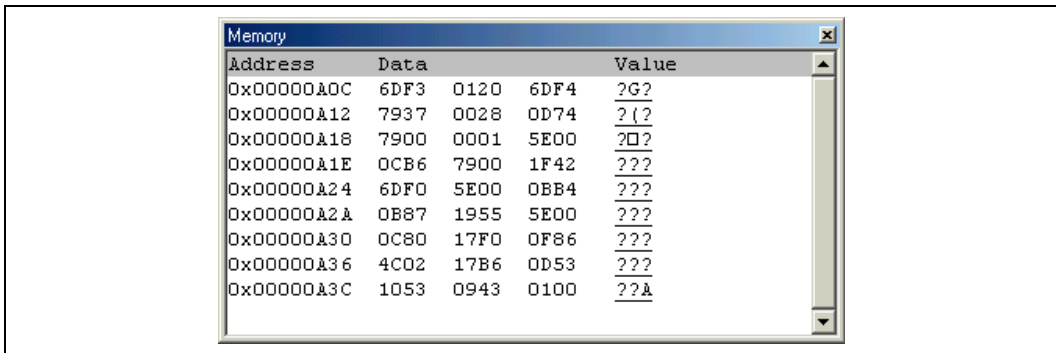 Memory
Address Data Value
0x00000A0C 6DF3 0120 6DF4 ?G?
0x00000A12 7937 0028 0D74 ?(?
0x00000A18 7900 0001 5E00 ?□?
0x00000A1E 0CB6 7900 1F42 ???
0x00000A24 6DF0 5E00 0BB4 ???
0x00000A2A 0B87 1955 5E00 ???
0x00000A30 0C80 17F0 0F86 ???
0x00000A36 4C02 17B6 0D53 ???
0x00000A3C 1053 0943 0100 ??A